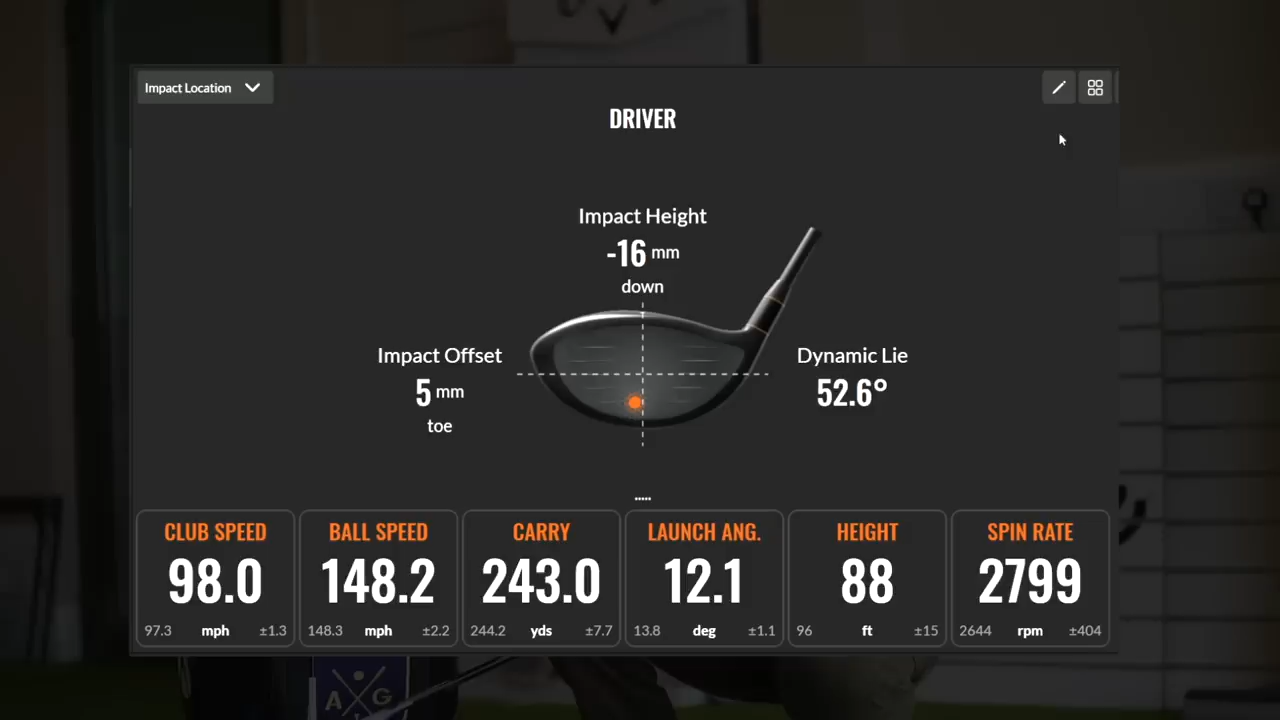 Impact Location
DRIVER
Impact Height
-16 mm
down
Impact Offset
5 mm
toe
Dynamic Lie
52.6°
CLUB SPEED
98.0
97.3 mph ±1.3
BALL SPEED
148.2
148.3 mph ±2.2
CARRY
243.0
244.2 yds ±7.7
LAUNCH ANG.
12.1
13.8 deg ±1.1
HEIGHT
88
96 ft ±15
SPIN RATE
2799
2644 rpm ±404
A G